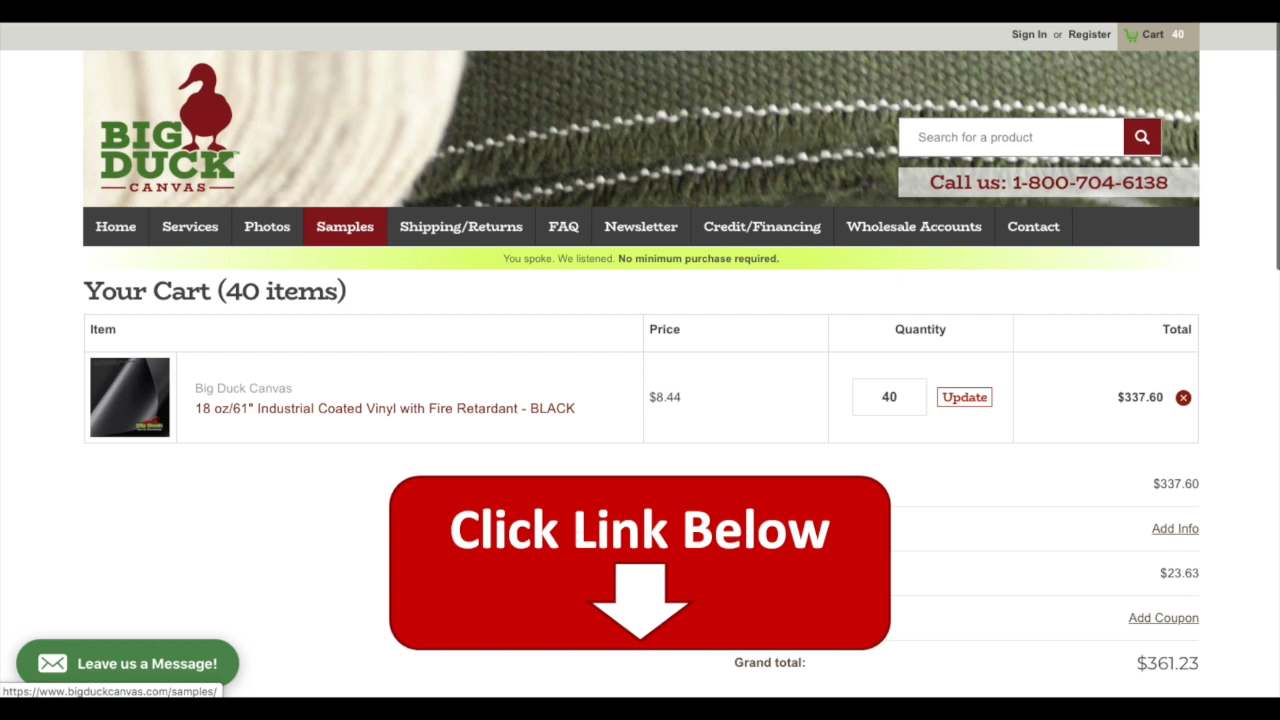 Sign In or Register Cart 40
BIG
DUCK™
CANVAS
Search for a product
Call us: 1-800-704-6138
Home Services Photos Samples Shipping/Returns FAQ Newsletter Credit/Financing Wholesale Accounts Contact
You spoke. We listened. No minimum purchase required.
Your Cart (40 items)
Item Price Quantity Total
Big Duck Canvas
18 oz/61" Industrial Coated Vinyl with Fire Retardant - BLACK
$8.44 40 Update $337.60
$337.60
Click Link Below
Add Info
$23.63
Add Coupon
Grand total: $361.23
Leave us a Message!
https://www.bigduckcanvas.com/samples/